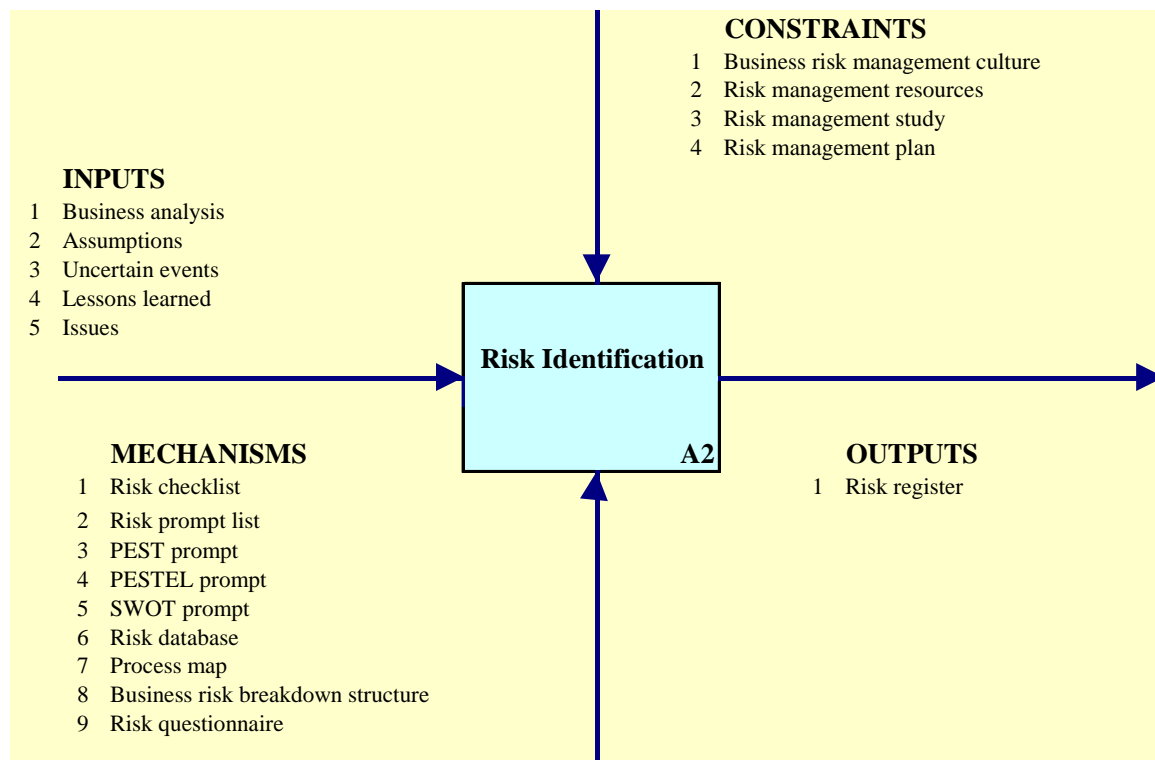 CONSTRAINTS
1 Business risk management culture
2 Risk management resources
3 Risk management study
4 Risk management plan
INPUTS
1 Business analysis
2 Assumptions
3 Uncertain events
4 Lessons learned
5 Issues
Risk Identification
A2
MECHANISMS
1 Risk checklist
2 Risk prompt list
3 PEST prompt
4 PESTEL prompt
5 SWOT prompt
6 Risk database
7 Process map
8 Business risk breakdown structure
9 Risk questionnaire
OUTPUTS
1 Risk register